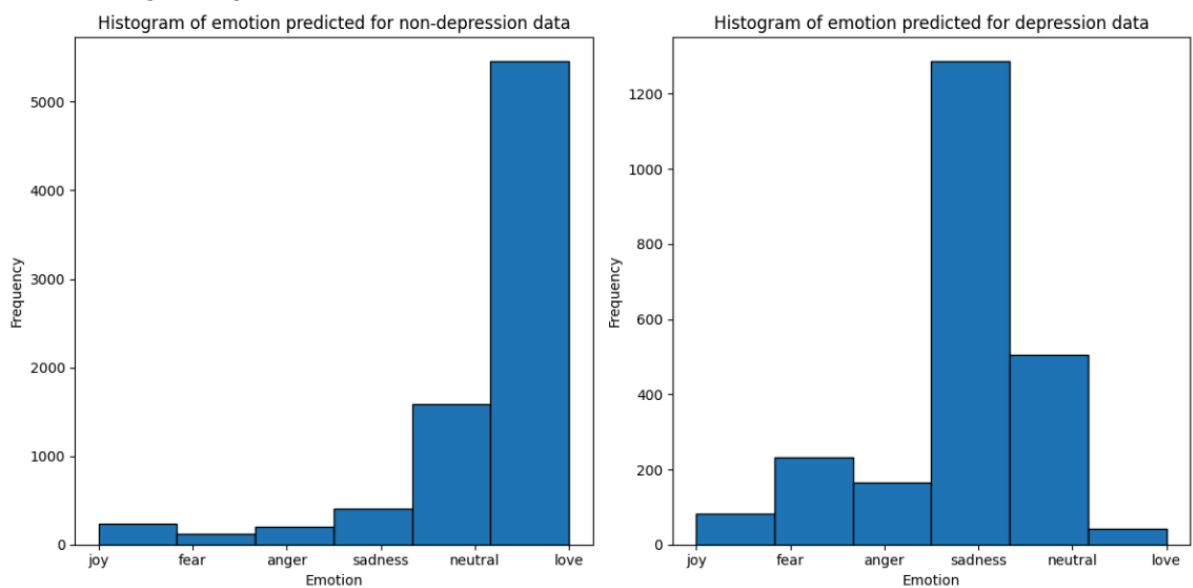 Histogram of emotion predicted for non-depression data
5000
4000
3000
2000
1000
0
Frequency
joy fear anger sadness neutral love
Emotion
Histogram of emotion predicted for depression data
1200
1000
800
600
400
200
0
Frequency
joy fear anger sadness neutral love
Emotion